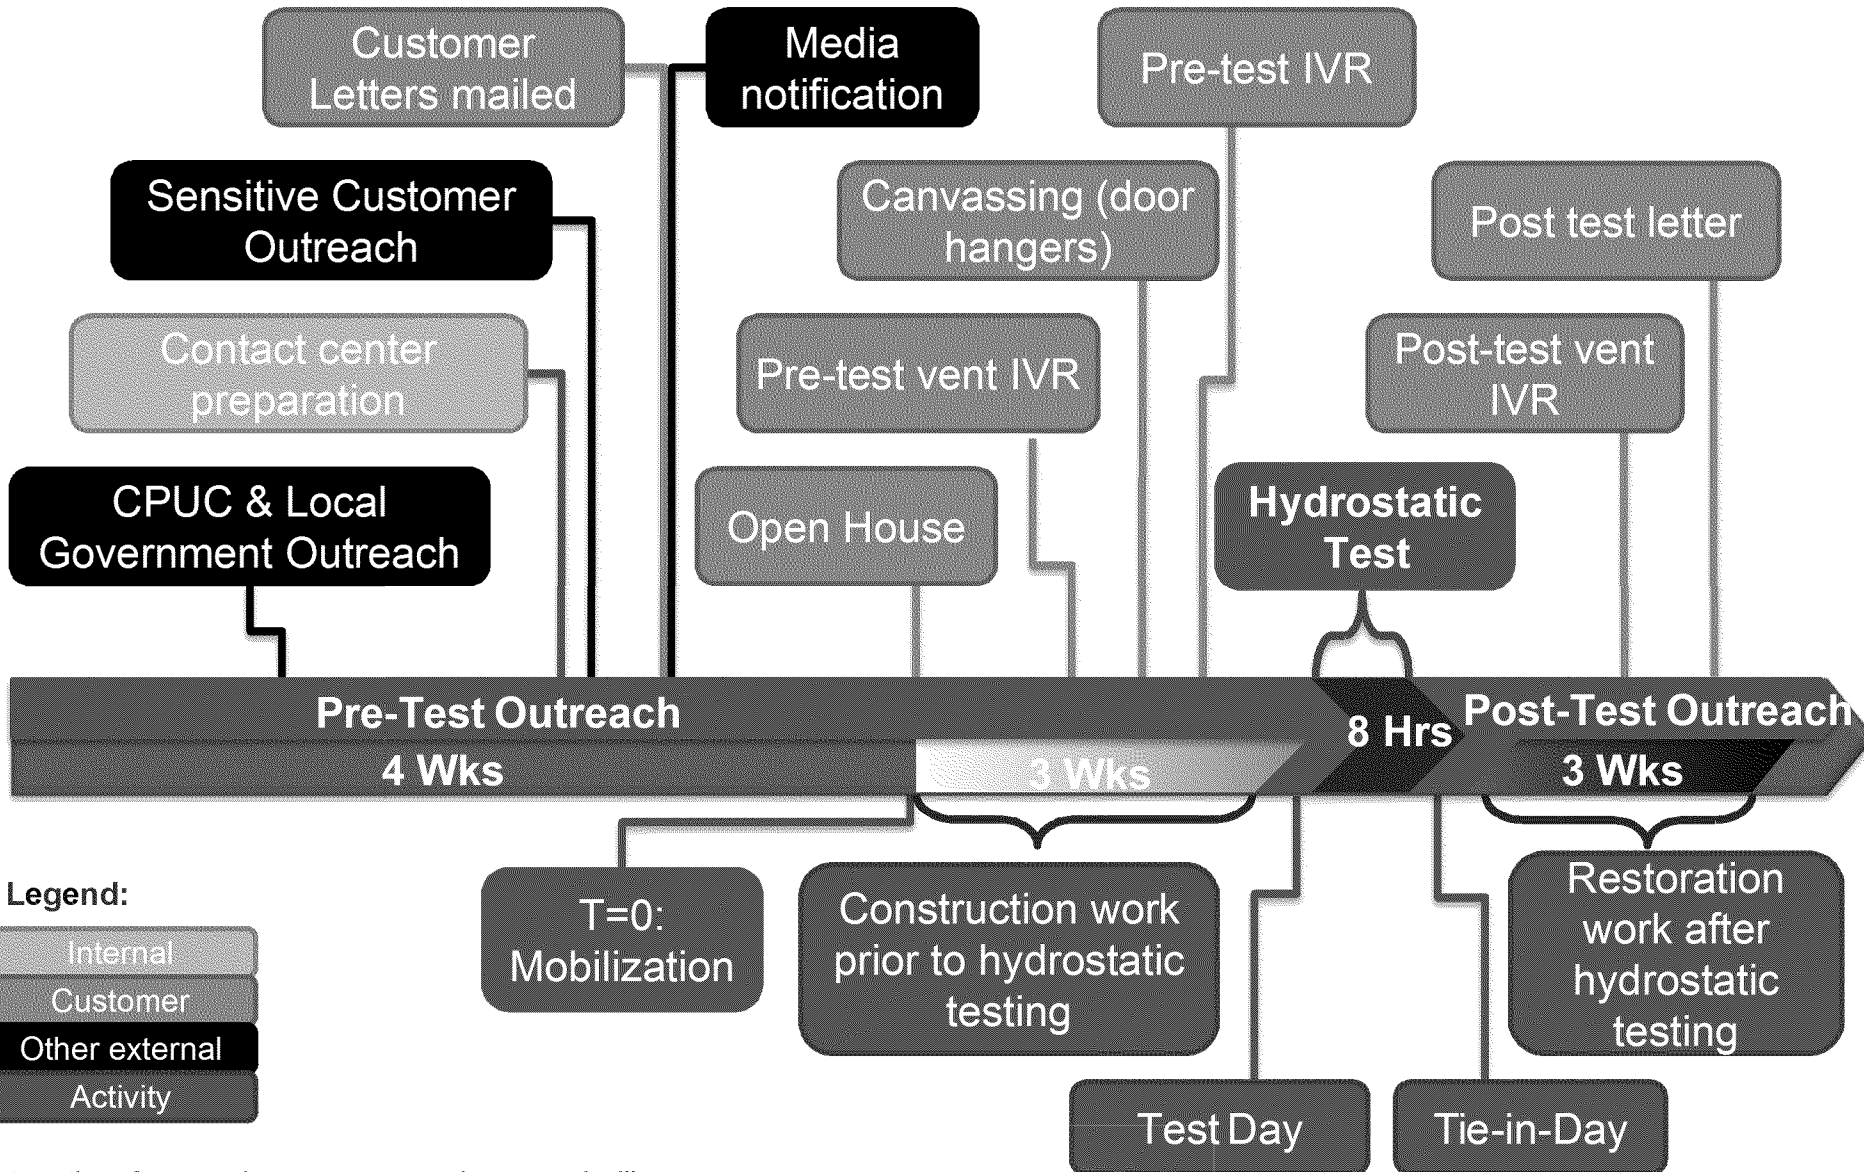 Customer
Letters mailed
Media
notification
Pre-test IVR
Sensitive Customer
Outreach
Canvassing (door
hangers)
Post test letter
Contact center
preparation
Pre-test vent IVR
Post-test vent
IVR
CPUC & Local
Government Outreach
Open House
Hydrostatic
Test
Pre-Test Outreach
8 Hrs
Post-Test Outreach
4 Wks
3 Wks
3 Wks
T=0:
Mobilization
Construction work
prior to hydrostatic
testing
Restoration
work after
hydrostatic
testing
Legend:
Internal
Customer
Other external
Activity
Test Day
Tie-in-Day